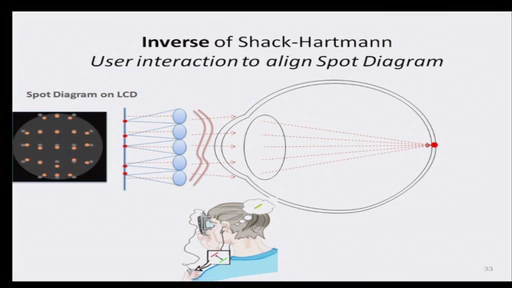 Inverse of Shack-Hartmann
User interaction to align Spot Diagram
Spot Diagram on LCD
33